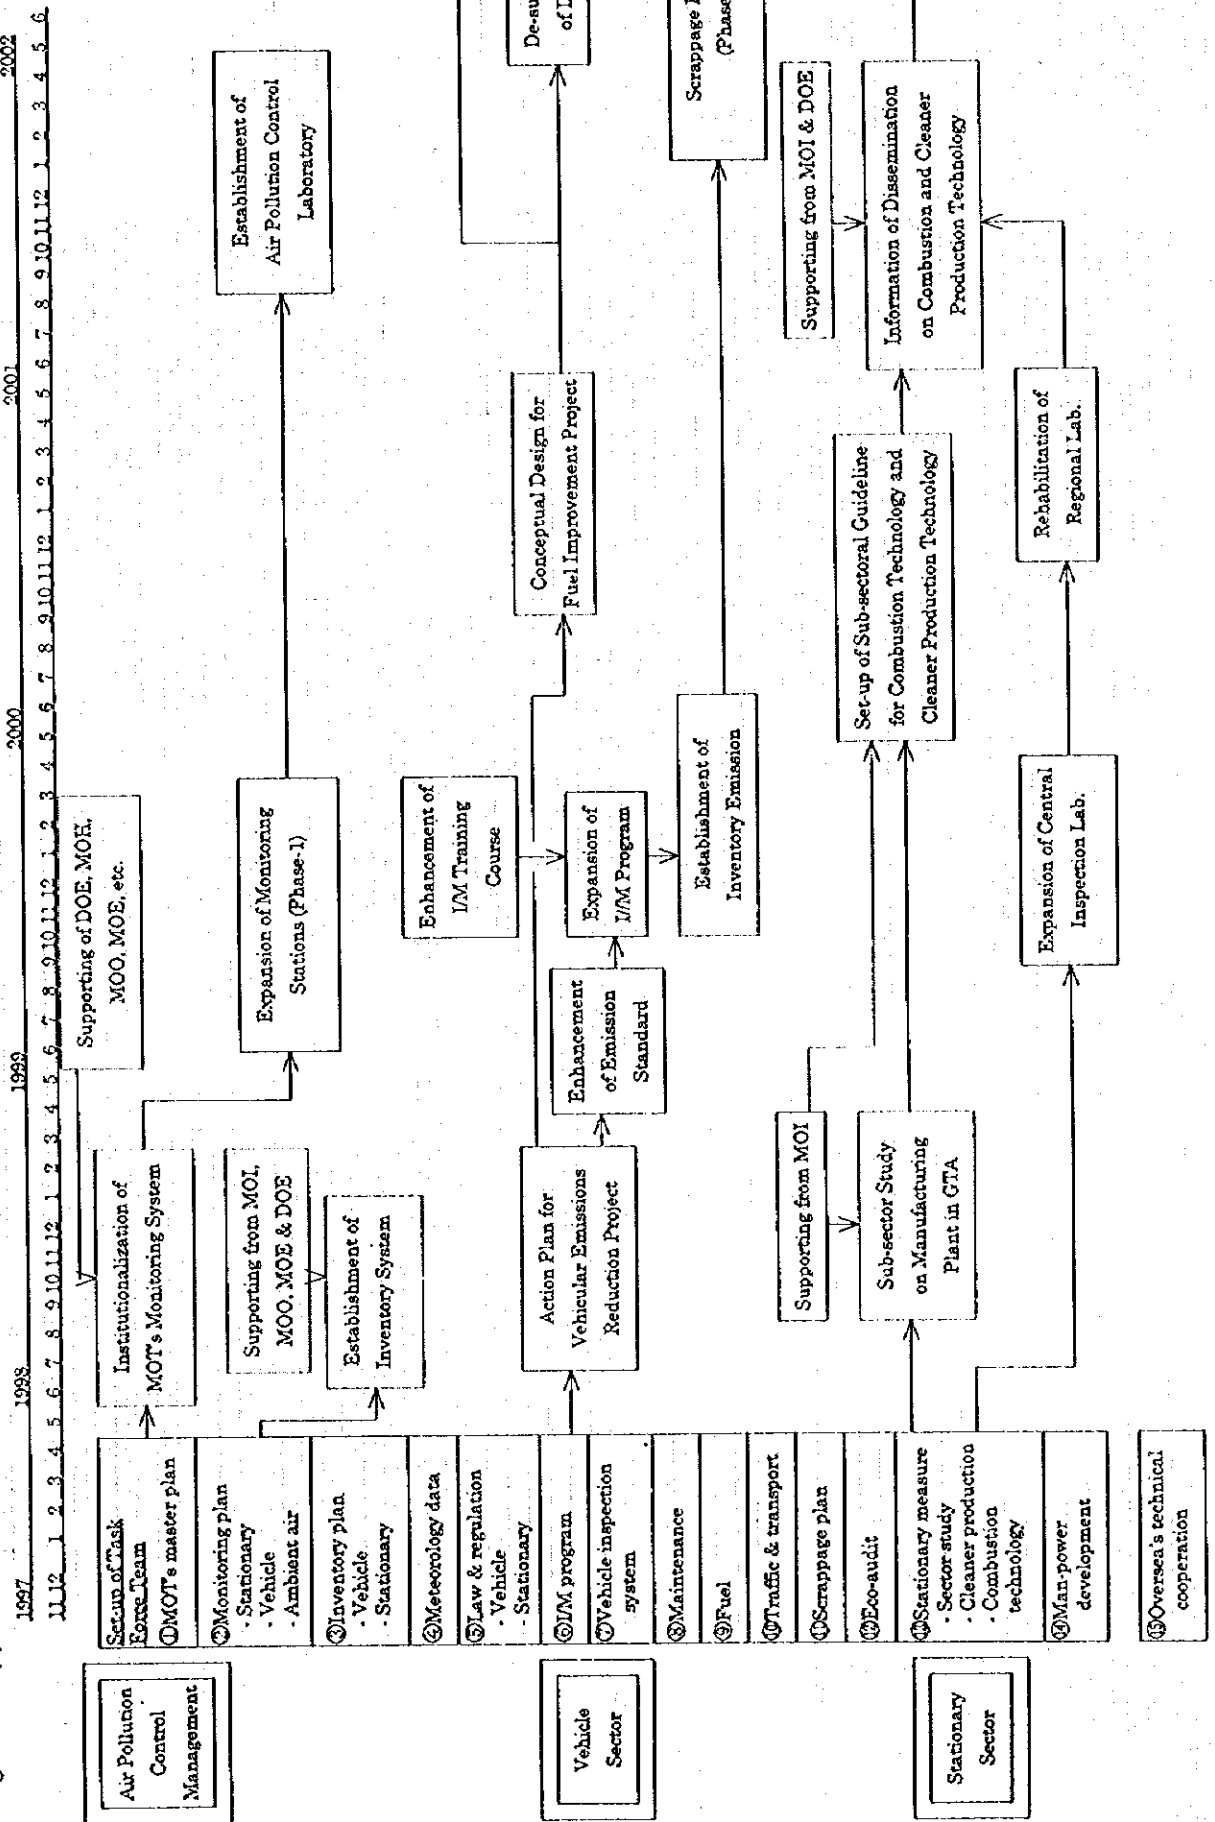 1997 1998 1999 2000 2001 2002
11 12 1 2 3 4 5 6 7 8 9 10 11 12 1 2 3 4 5 6 7 8 9 10 11 12 1 2 3 4 5 6 7 8 9 10 11 12 1 2 3 4 5 6 7 8 9 10 11 12 1 2 3 4 5 6
Air Pollution
Control
Management
Set-up of Task
Force Team
①MOT's master plan
②Monitoring plan
· Stationary
· Vehicle
· Ambient air
③Inventory plan
· Vehicle
· Stationary
④Meteorology data
⑤Law & regulation
· Vehicle
· Stationary
⑥I/M program
⑦Vehicle inspection
system
⑧Maintenance
⑨Fuel
⑩Traffic & transport
⑪Scrappage plan
⑫Eco-audit
⑬Stationary measure
· Sector study
· Cleaner production
· Combustion
technology
⑭Man-power
development
⑮Oversea's technical
cooperation
Vehicle
Sector
Stationary
Sector
Supporting of DOE, MOH,
MOO, MOE, etc.
Institutionalization of
MOT's Monitoring System
Supporting from MOI,
MOO, MOE & DOE
Establishment of
Inventory System
Expansion of Monitoring
Stations (Phase-1)
Establishment of
Air Pollution Control
Laboratory
Enhancement of
I/M Training
Course
Action Plan for
Vehicular Emissions
Reduction Project
Enhancement
of Emission
Standard
Expansion of
I//M Program
Establishment of
Inventory Emission
Conceptual Design for
Fuel Improvement Project
De-su
of D
Scrappage
(Phase
Supporting from MOI
Sub-sector Study
on Manufacturing
Plant in GTA
Set-up of Sub-sectoral Guideline
for Combustion Technology and
Cleaner Production Technology
Supporting from MOI & DOE
Information of Dissemination
on Combustion and Cleaner
Production Technology
Expansion of Central
Inspection Lab.
Rehabilitation of
Regional Lab.